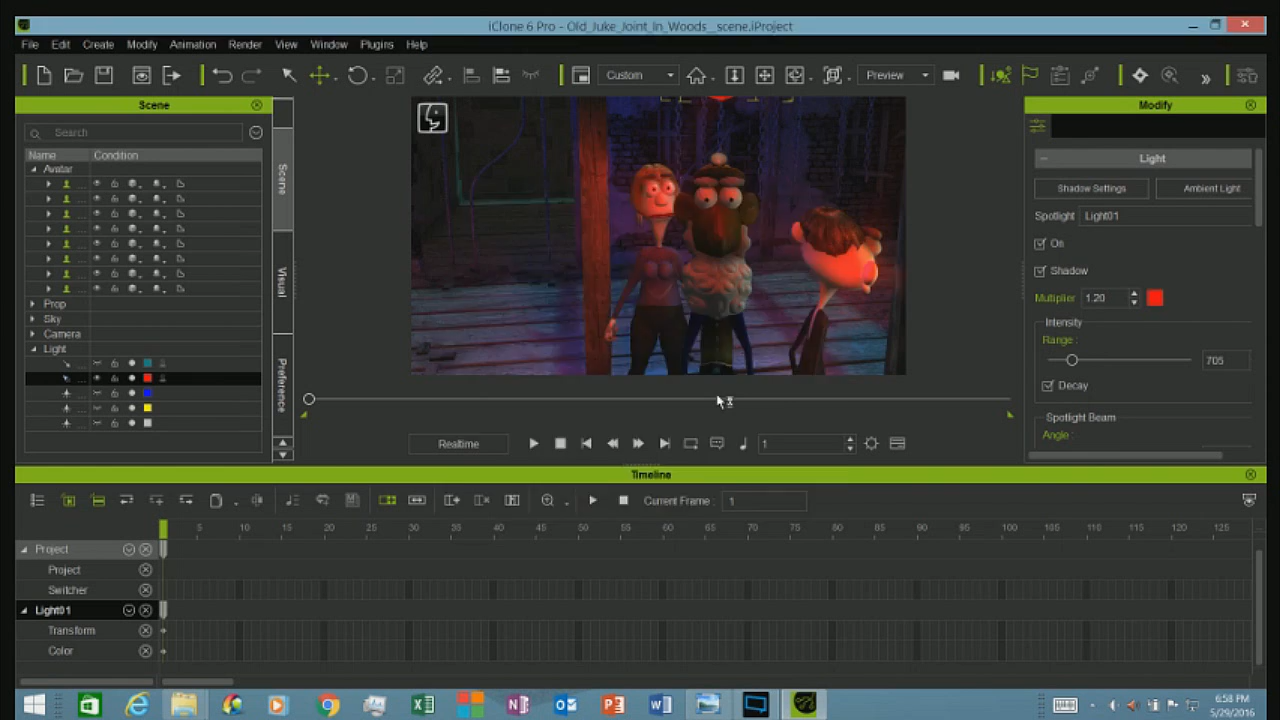 iClone 6 Pro - Old_Juke_Joint_In_Woods_ scene.iProject
File Edit Create Modify Animation Render View Window Plugins Help
Custom Preview
Scene
Search
Name Condition
Avatar
Prop
Sky
Camera
Light
Scene
Visual
Preference
Modify
Light
Shadow Settings Ambient Light
Spotlight Light01
On
Shadow
Multiplier 1.20
Intensity
Range :
705
Decay
Spotlight Beam
Angle :
Realtime 1
Timeline
Current Frame : 1
5 10 15 20 25 30 35 40 45 50 55 60 65 70 75 80 85 90 95 100 105 110 115 120 125
Project
Project
Switcher
Light01
Transform
Color
6:58 PM
5/29/2016